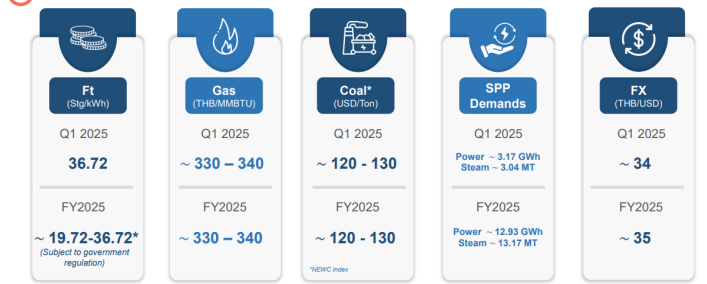 Ft
(Stg/kWh)
Q1 2025
36.72
FY2025
~ 19.72-36.72*
(Subject to government
regulation)
Gas
(THB/MMBTU)
Q1 2025
~ 330 – 340
FY2025
~ 330 – 340
Coal*
(USD/Ton)
Q1 2025
~ 120 - 130
FY2025
~ 120 - 130
*NEWC Index
SPP
Demands
Q1 2025
Power ~ 3.17 GWh
Steam ~ 3.04 MT
FY2025
Power ~ 12.93 GWh
Steam ~ 13.17 MT
FX
(THB/USD)
Q1 2025
~ 34
FY2025
~ 35